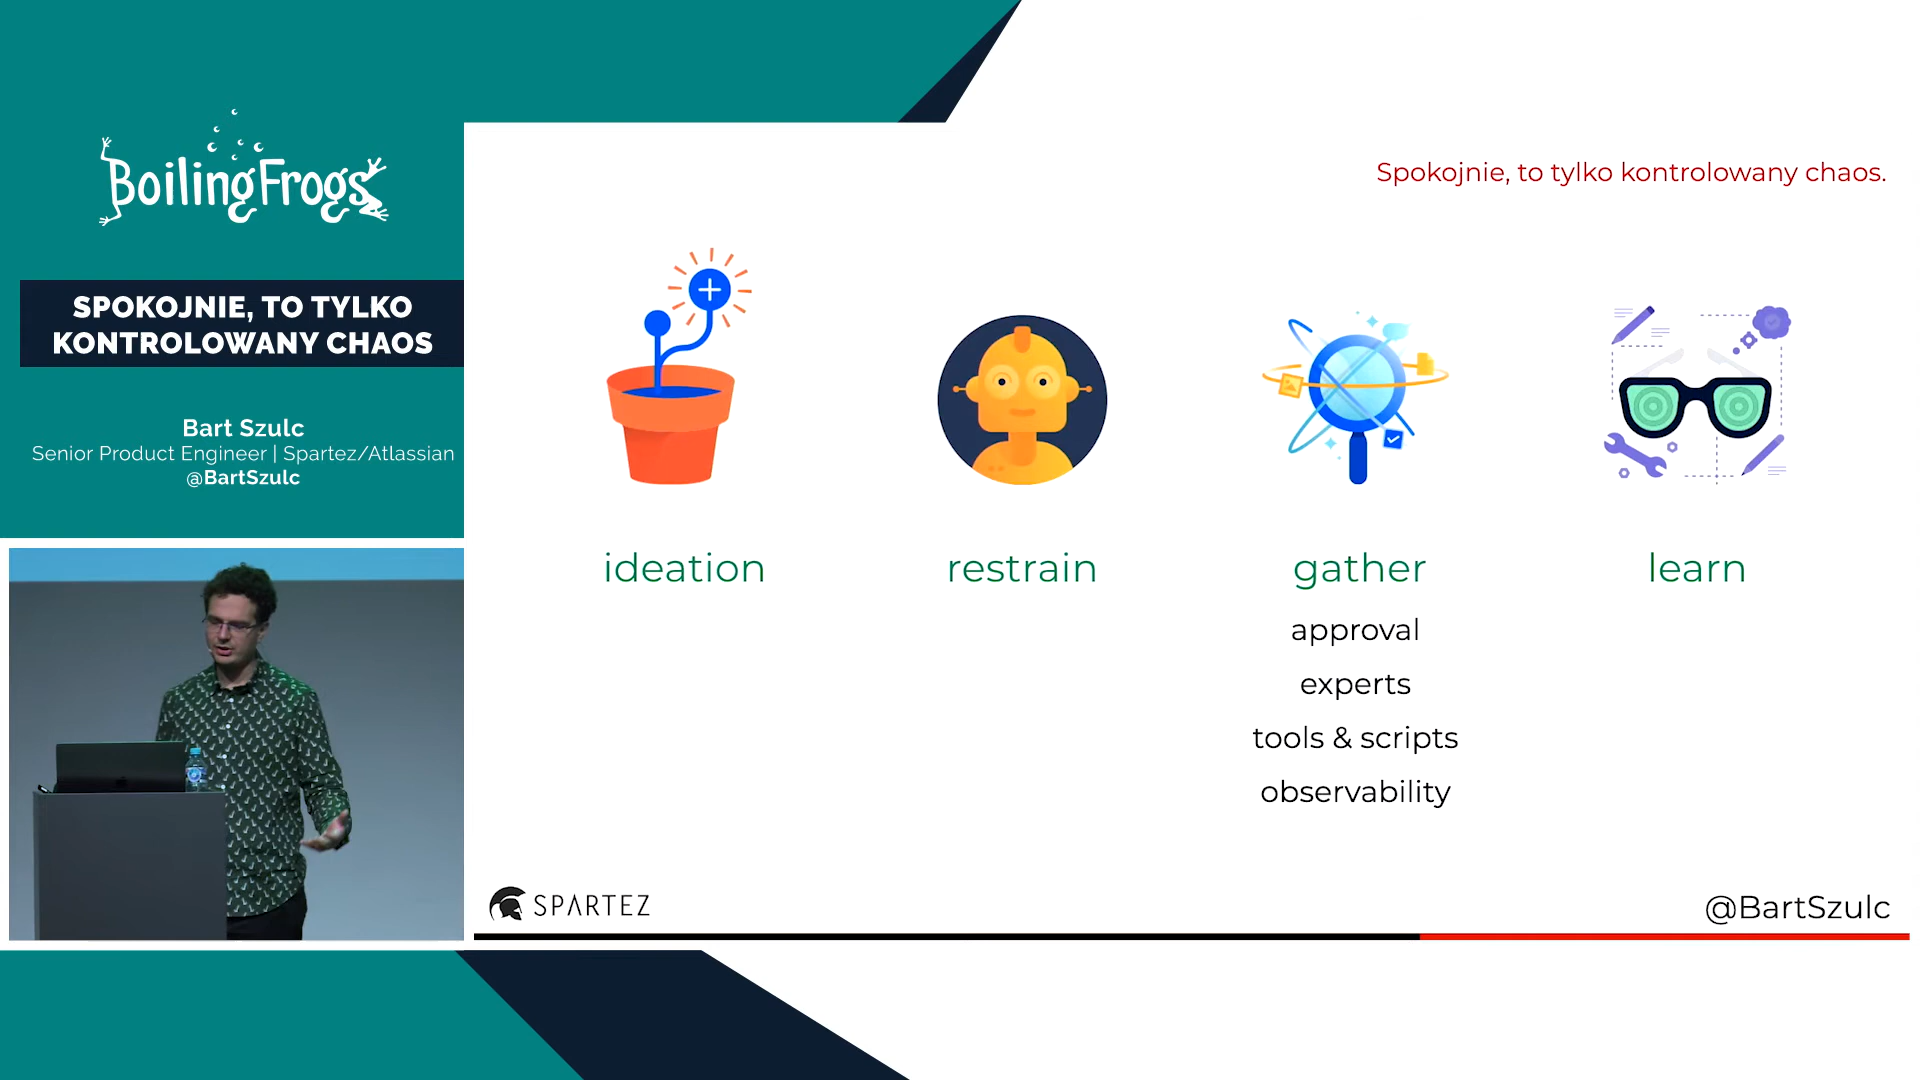 BoilingFrogs
SPOKOJNIE, TO TYLKO
KONTROLOWANY CHAOS
Bart Szulc
Senior Product Engineer | Spartez/Atlassian
@BartSzulc
Spokojnie, to tylko kontrolowany chaos.
ideation
restrain
gather
learn
approval
experts
tools & scripts
observability
SPARTEZ
@BartSzulc